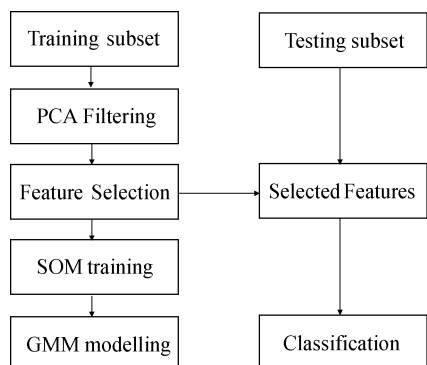 Training subset
Testing subset
PCA Filtering
Feature Selection
Selected Features
SOM training
GMM modelling
Classification